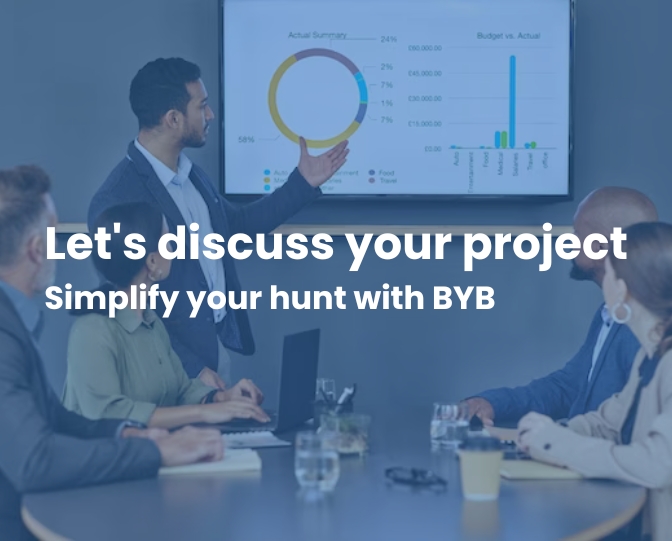 Actual Summary
24%
2%
7%
1%
7%
58%
Food
Travel
Budget vs. Actual
£60,000.00
£45,000.00
£30,000.00
£15,000.00
£0.00
Auto
Entertainment
Food
Medical
Salaries
Travel
office
Let's discuss your project
Simplify your hunt with BYB